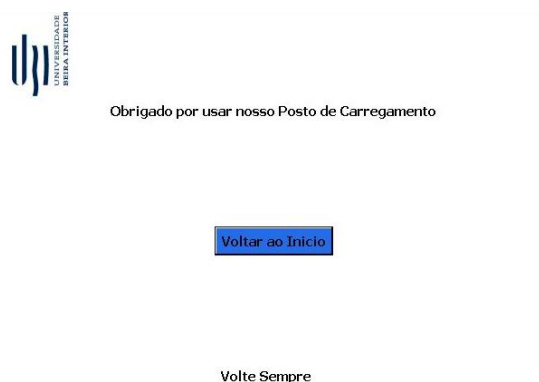 UNIVERSIDADE
BEIRA INTERIOR
Obrigado por usar nosso Posto de Carregamento
Voltar ao Inicio
Volte Sempre